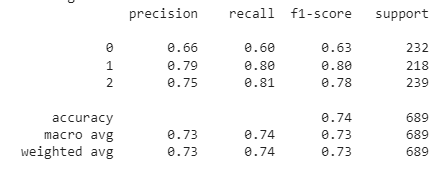 precision recall f1-score support
0 0.66 0.60 0.63 232
1 0.79 0.80 0.80 218
2 0.75 0.81 0.78 239
accuracy 0.74 689
macro avg 0.73 0.74 0.73 689
weighted avg 0.73 0.74 0.73 689